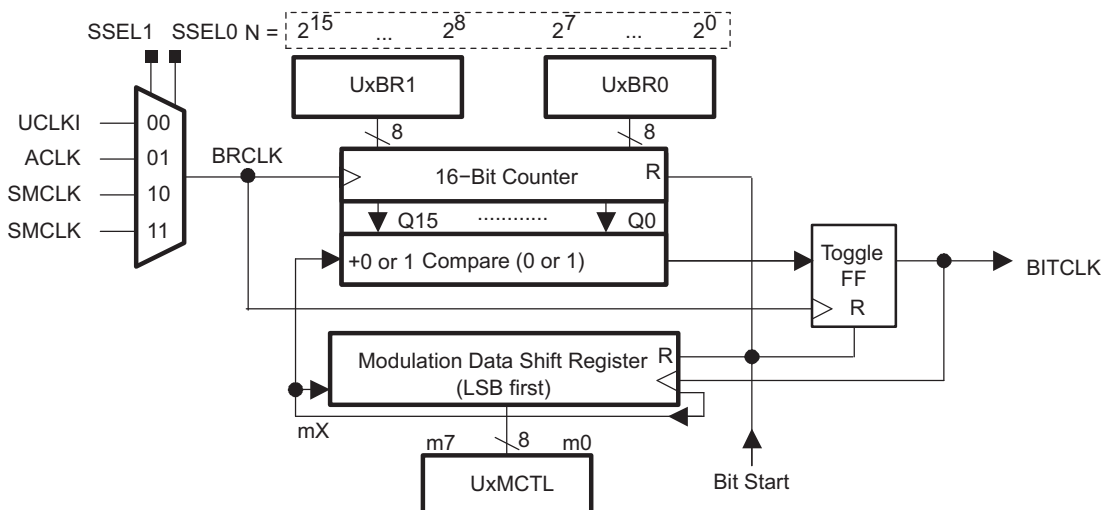 SSEL1 SSEL0 N = 2^15 ... 2^8 2^7 ... 2^0
UxBR1 UxBR0
8 8
UCLKI 00
ACLK 01
SMCLK 10
SMCLK 11
BRCLK
16−Bit Counter R
Q15 ............ Q0
+0 or 1 Compare (0 or 1)
Toggle
FF
R
BITCLK
Modulation Data Shift Register R
(LSB first)
mX
m7 8 m0
UxMCTL
Bit Start